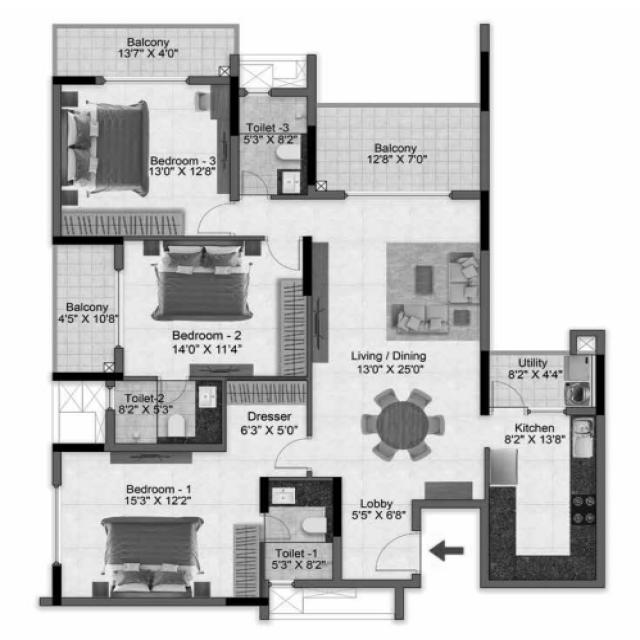 Balcony
13'7" X 4'0"
Toilet -3
5'3" X 8'2"
Balcony
12'8" X 7'0"
Bedroom - 3
13'0" X 12'8"
Balcony
4'5" X 10'8"
Bedroom - 2
14'0" X 11'4"
Living / Dining
13'0" X 25'0"
Utility
8'2" X 4'4"
Toilet-2
8'2" X 5'3"
Dresser
6'3" X 5'0"
Kitchen
8'2" X 13'8"
Bedroom - 1
15'3" X 12'2"
Lobby
5'5" X 6'8"
Toilet -1
5'3" X 8'2"